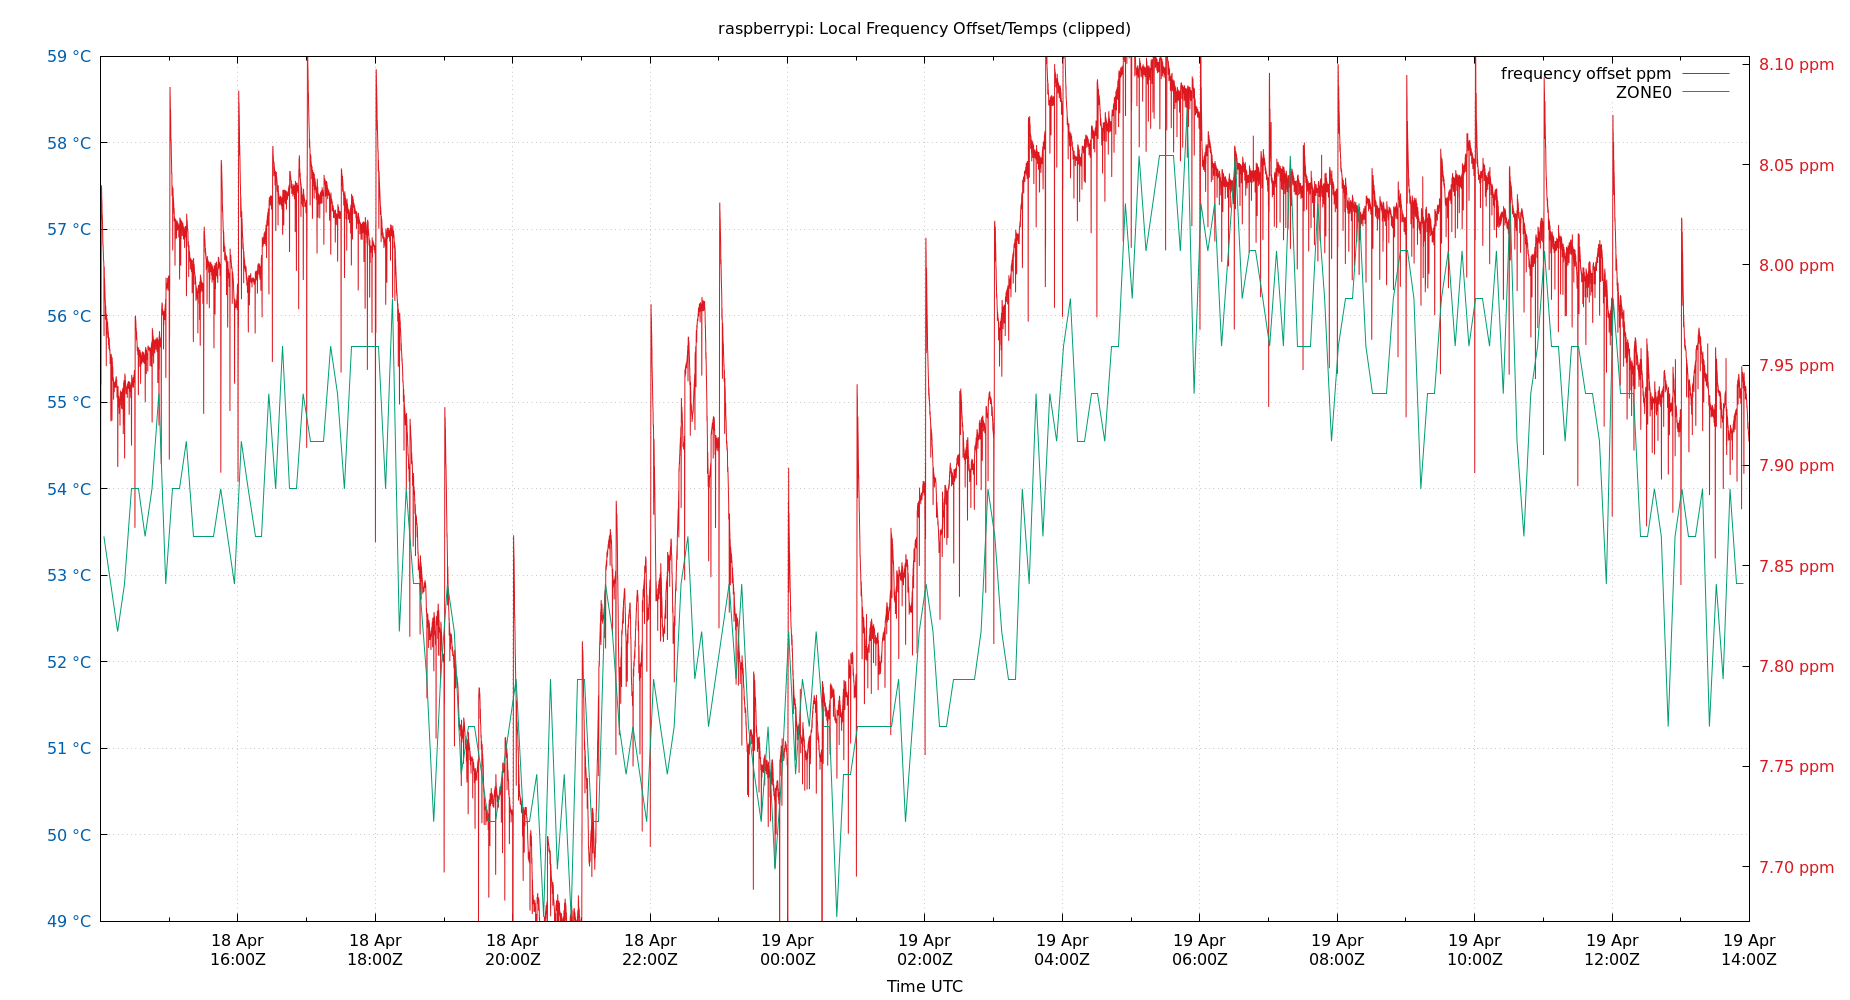 raspberrypi: Local Frequency Offset/Temps (clipped)
59 °C
58 °C
57 °C
56 °C
55 °C
54 °C
53 °C
52 °C
51 °C
50 °C
49 °C
frequency offset ppm
ZONE0
8.10 ppm
8.05 ppm
8.00 ppm
7.95 ppm
7.90 ppm
7.85 ppm
7.80 ppm
7.75 ppm
7.70 ppm
18 Apr
16:00Z
18 Apr
18:00Z
18 Apr
20:00Z
18 Apr
22:00Z
19 Apr
00:00Z
19 Apr
02:00Z
19 Apr
04:00Z
19 Apr
06:00Z
19 Apr
08:00Z
19 Apr
10:00Z
19 Apr
12:00Z
19 Apr
14:00Z
Time UTC